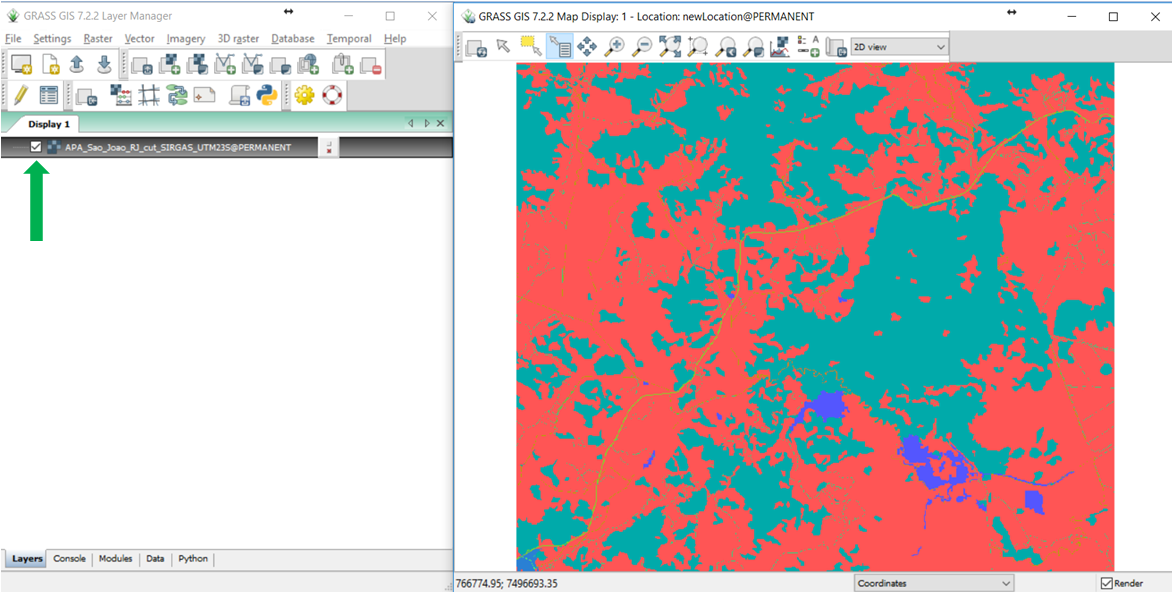 GRASS GIS 7.2.2 Layer Manager
File Settings Raster Vector Imagery 3D raster Database Temporal Help
Display 1
APA_Sao_Joao_RJ_cut_SIRGAS_UTM23S@PERMANENT
Layers Console Modules Data Python
GRASS GIS 7.2.2 Map Display: 1 - Location: newLocation@PERMANENT
2D view
766774.95; 7496693.35
Coordinates
Render